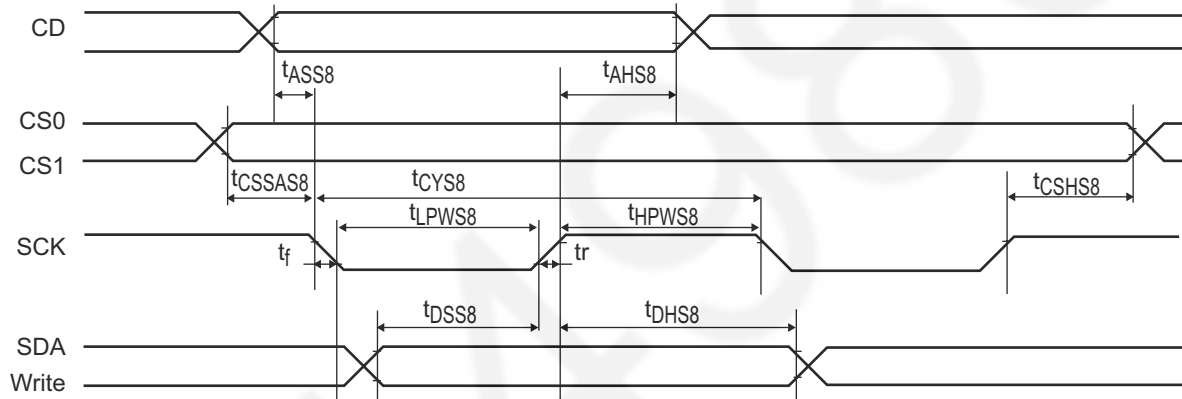 CD
tASS8
tAHS8
CS0
CS1
tCSSAS8
tCYS8
tCSHS8
tLPWS8
tHPWS8
SCK
tf
tr
tDSS8
tDHS8
SDA
Write